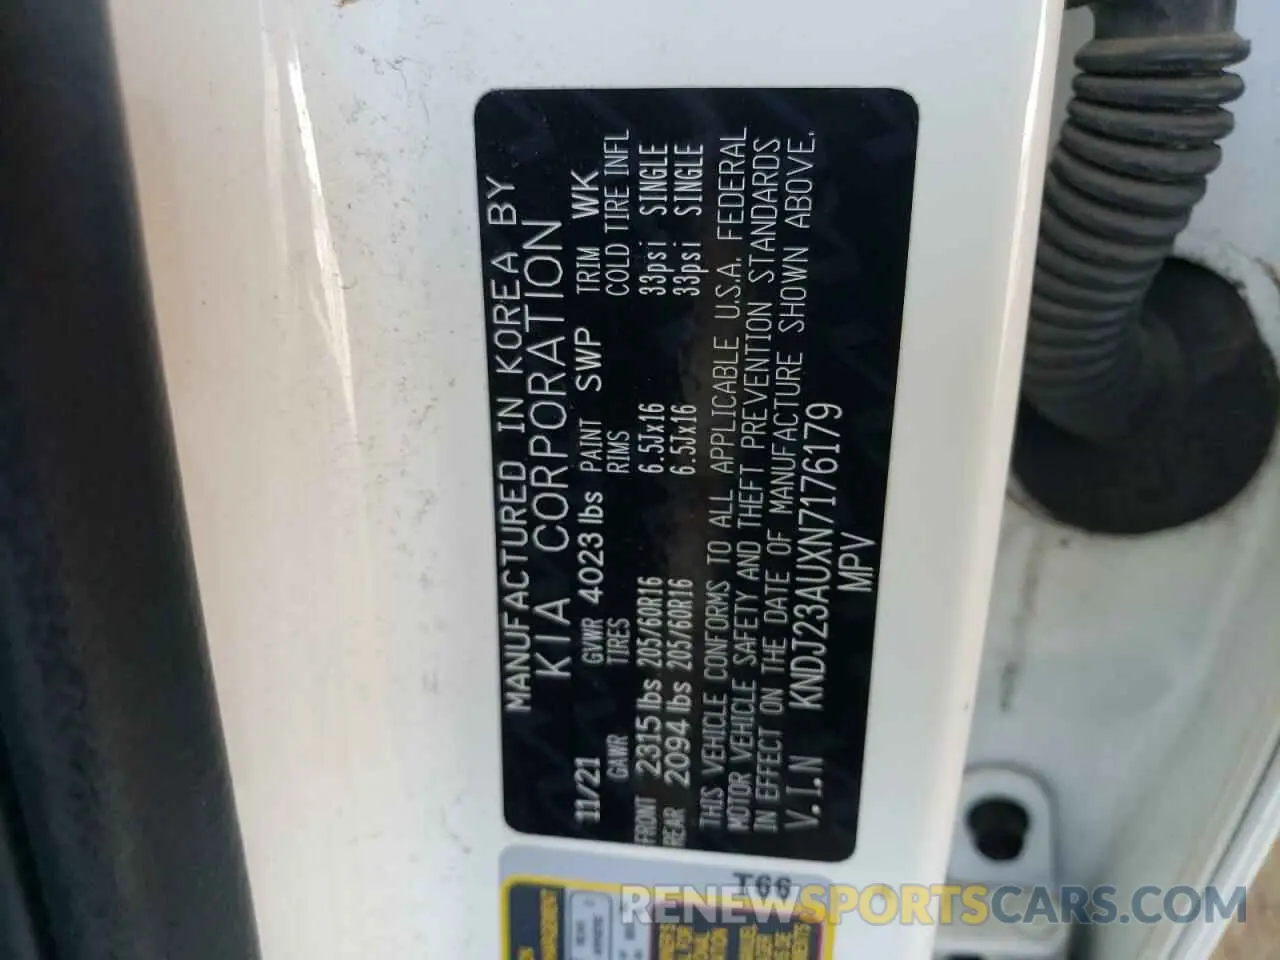 MANUFACTURED IN KOREA BY
KIA CORPORATION
11/21 GVWR 4023 lbs PAINT SWP TRIM WK
GAWR TIRES RIMS COLD TIRE INFL
FRONT 2315 lbs 205/60R16 6.5Jx16 33psi SINGLE
REAR 2094 lbs 205/60R16 6.5Jx16 33psi SINGLE
THIS VEHICLE CONFORMS TO ALL APPLICABLE U.S.A. FEDERAL
MOTOR VEHICLE SAFETY AND THEFT PREVENTION STANDARDS
IN EFFECT ON THE DATE OF MANUFACTURE SHOWN ABOVE.
V.I.N KNDJ23AUXN7176179
MPV
T66
RENEWSPORTSCARS.COM